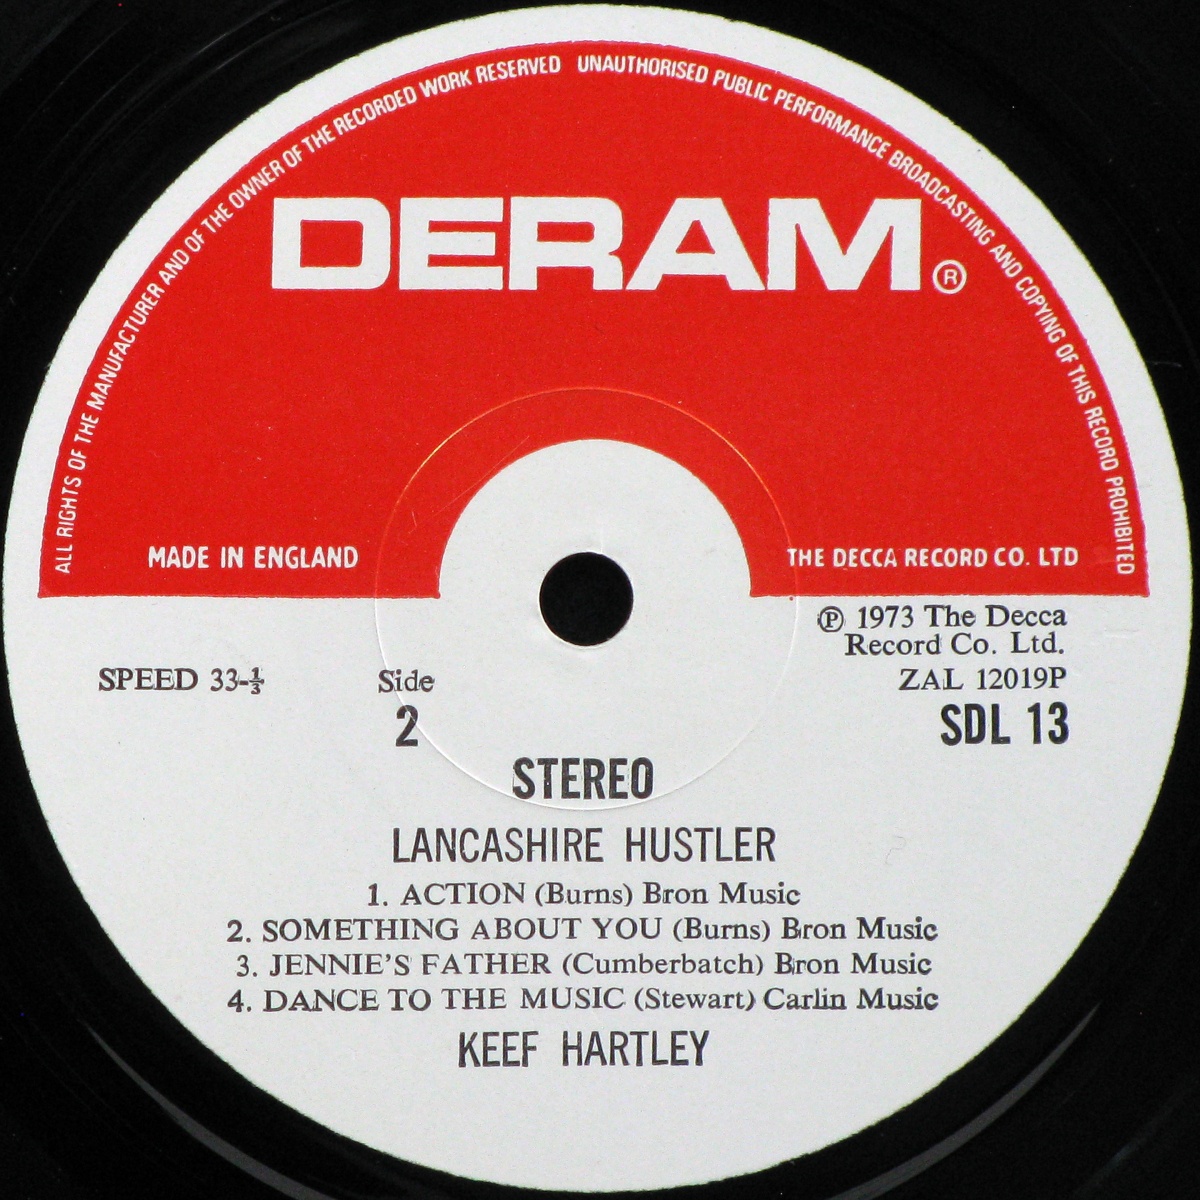 ALL RIGHTS OF THE MANUFACTURER AND OF THE OWNER OF THE RECORDED WORK RESERVED UNAUTHORISED PUBLIC PERFORMANCE BROADCASTING AND COPYING OF THIS RECORD PROHIBITED
DERAM®
MADE IN ENGLAND
THE DECCA RECORD CO. LTD
℗ 1973 The Decca
Record Co. Ltd.
SPEED 33-⅓
Side
ZAL 12019P
2
SDL 13
STEREO
LANCASHIRE HUSTLER
1. ACTION (Burns) Bron Music
2. SOMETHING ABOUT YOU (Burns) Bron Music
3. JENNIE'S FATHER (Cumberbatch) Bron Music
4. DANCE TO THE MUSIC (Stewart) Carlin Music
KEEF HARTLEY